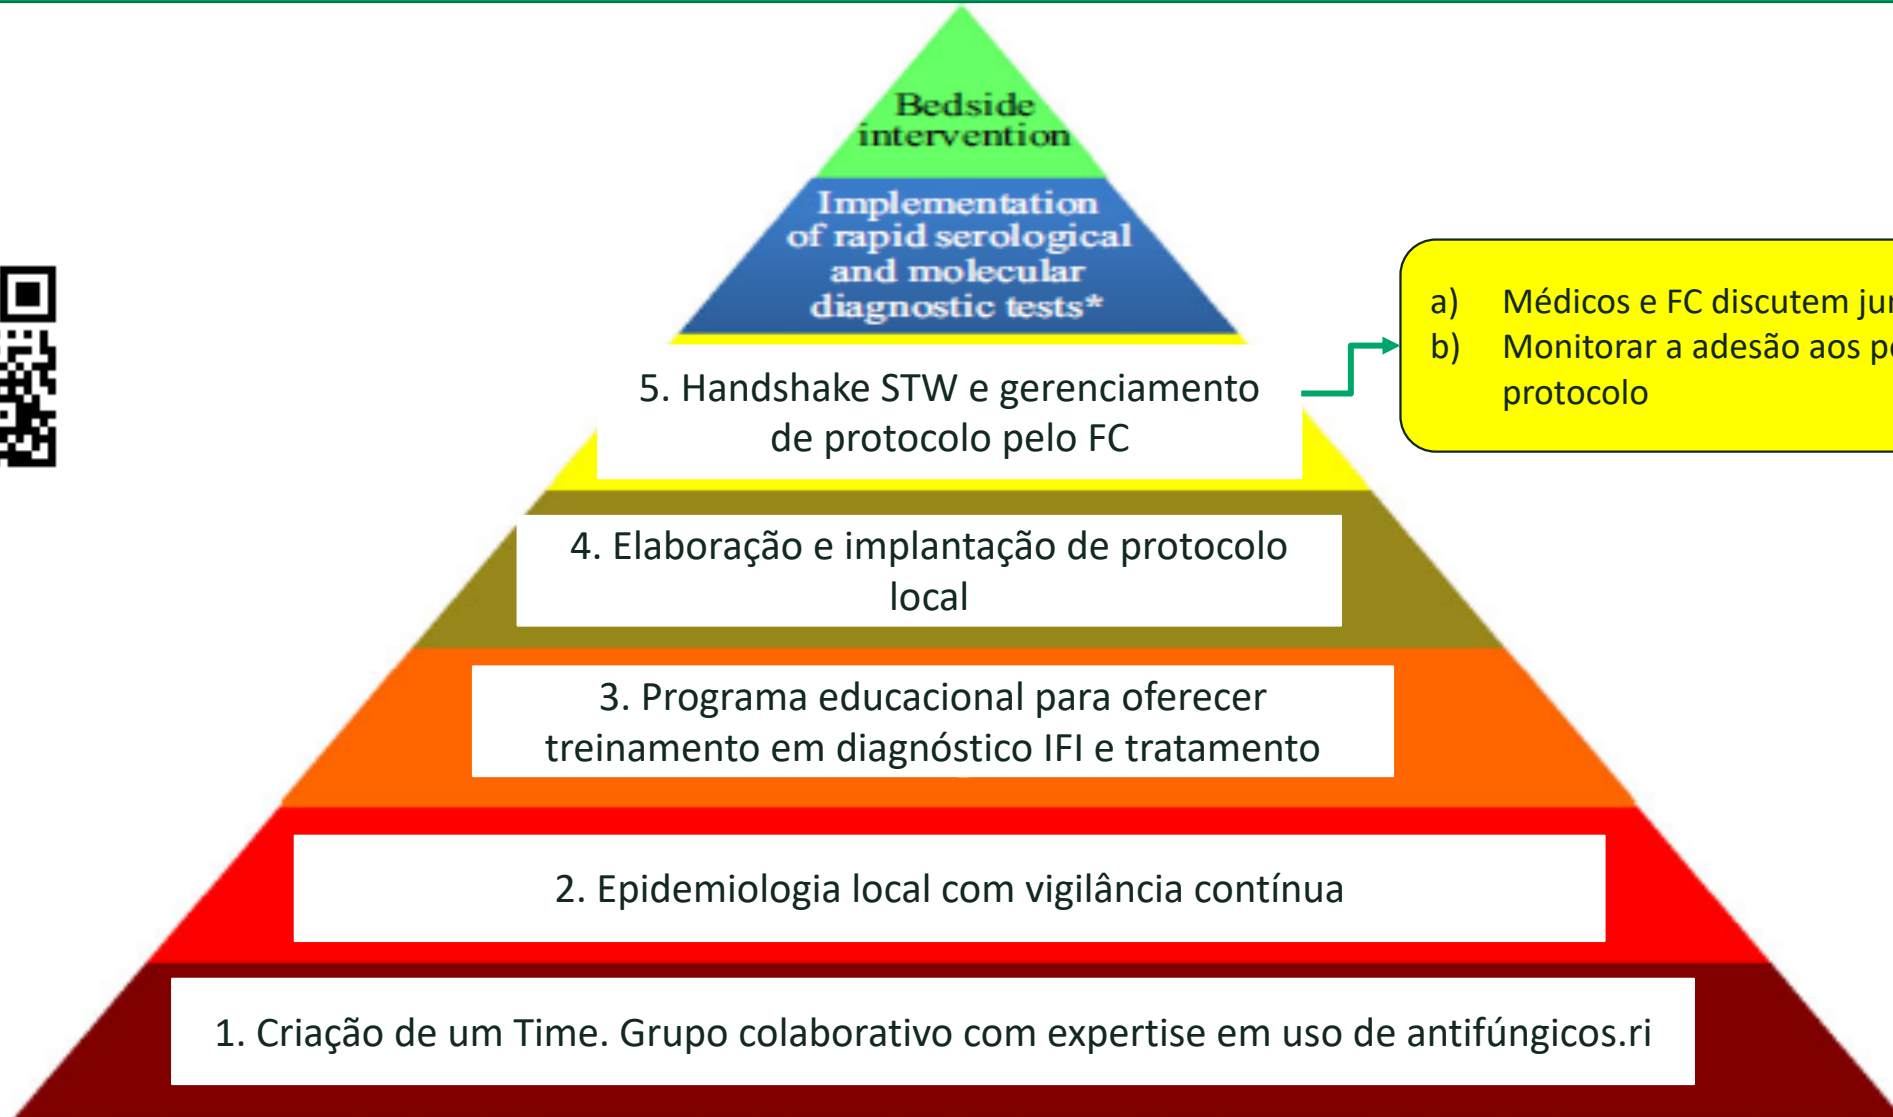 Bedside
intervention
Implementation
of rapid serological
and molecular
diagnostic tests*
5. Handshake STW e gerenciamento
de protocolo pelo FC
a) Médicos e FC discutem
b) Monitorar a adesão aos
protocolo
4. Elaboração e implantação de protocolo
local
3. Programa educacional para oferecer
treinamento em diagnóstico IFI e tratamento
2. Epidemiologia local com vigilância contínua
1. Criação de um Time. Grupo colaborativo com expertise em uso de antifúngicos.ri